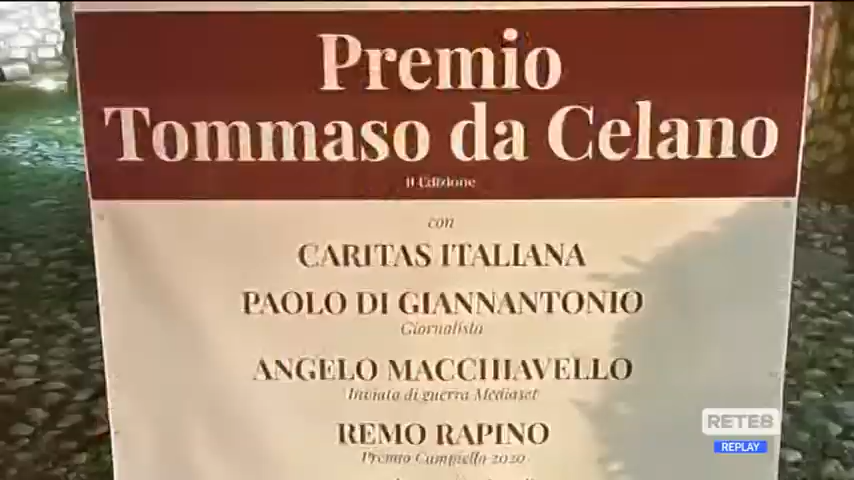 Premio
Tommaso da Celano
II Edizione
con
CARITAS ITALIANA
PAOLO DI GIANNANTONIO
Giornalista
ANGELO MACCHIAVELLO
Inviato di guerra Mediaset
REMO RAPINO
Premio Campiello 2020
RETE8
REPLAY